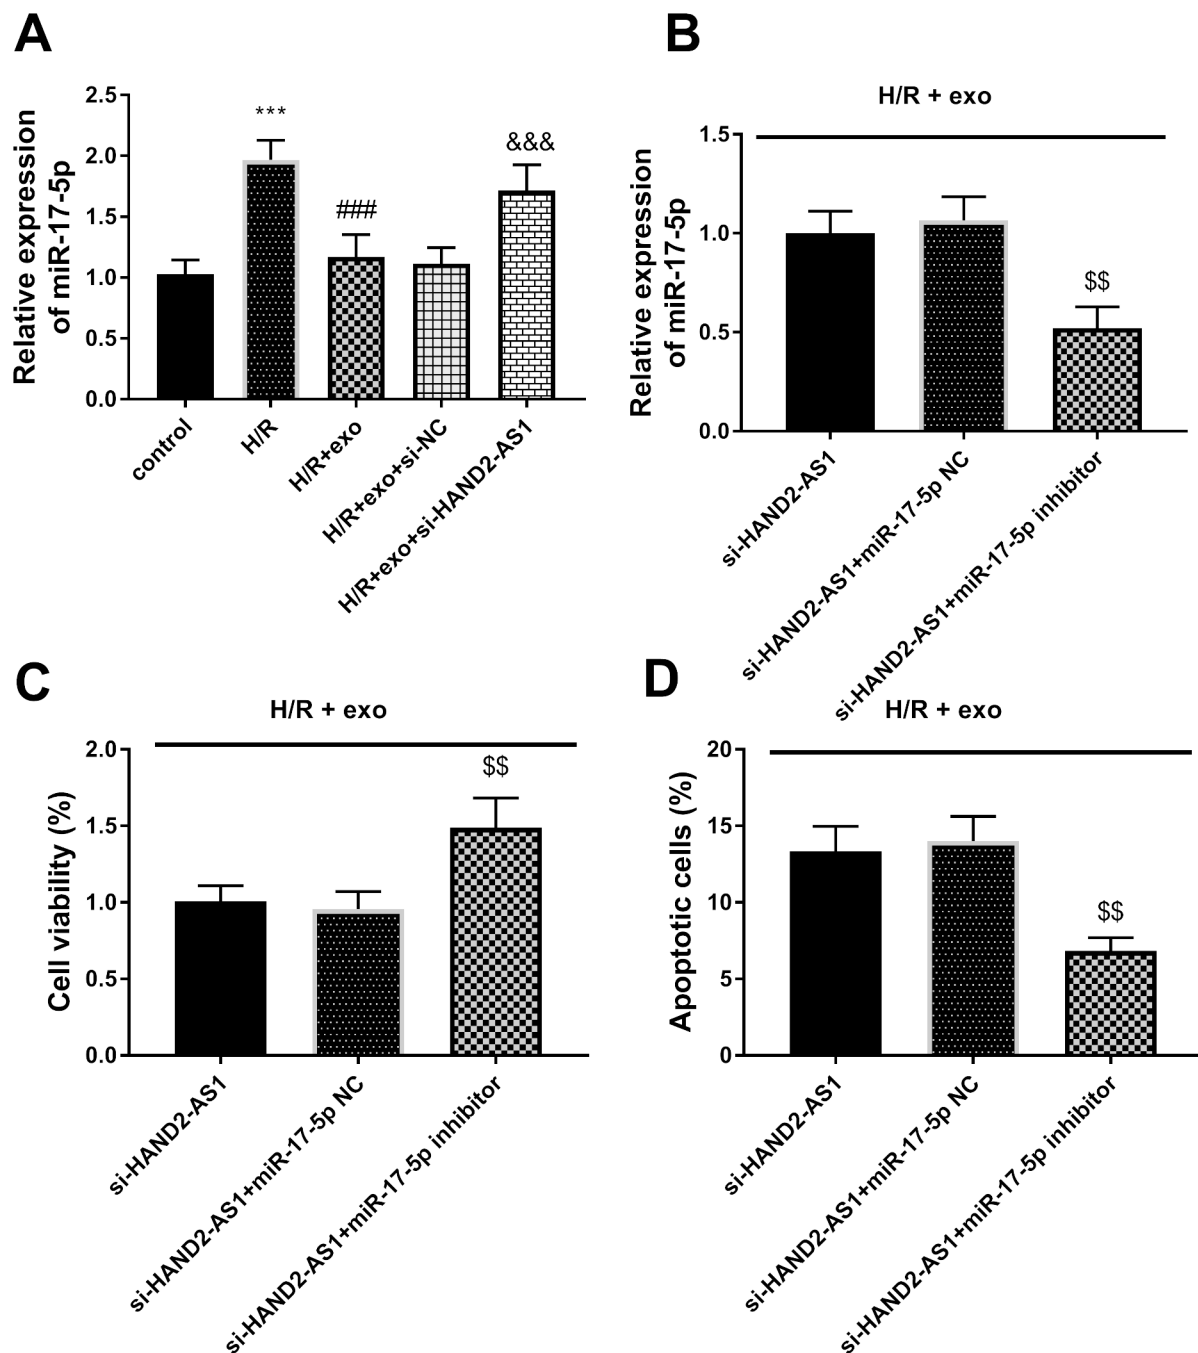 A
Relative expression
of miR-17-5p
2.5
2.0
1.5
1.0
0.5
0.0
***
###
&&&
control
H/R
H/R+exo
H/R+exo+si-NC
H/R+exo+si-HAND2-AS1
B
H/R + exo
Relative expression
of miR-17-5p
1.5
1.0
0.5
0.0
$$
si-HAND2-AS1
si-HAND2-AS1+miR-17-5p NC
si-HAND2-AS1+miR-17-5p inhibitor
C
H/R + exo
Cell viability (%)
2.0
1.5
1.0
0.5
0.0
$$
si-HAND2-AS1
si-HAND2-AS1+miR-17-5p NC
si-HAND2-AS1+miR-17-5p inhibitor
D
H/R + exo
Apoptotic cells (%)
20
15
10
5
0
$$
si-HAND2-AS1
si-HAND2-AS1+miR-17-5p NC
si-HAND2-AS1+miR-17-5p inhibitor